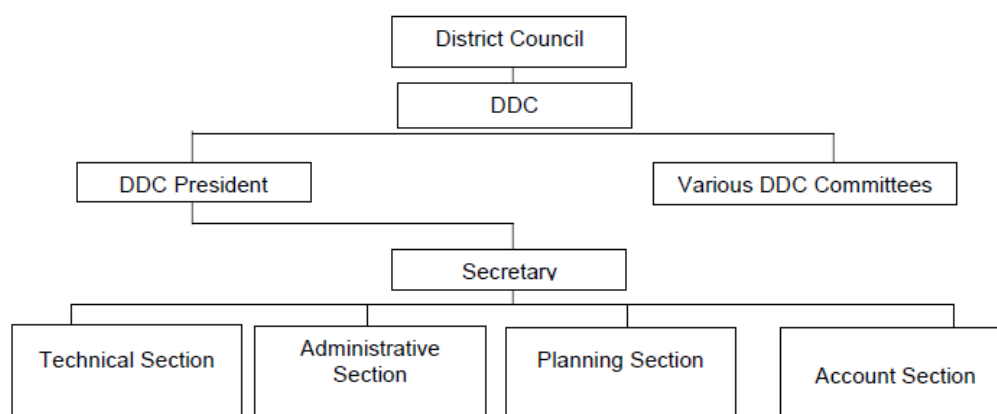 District Council
DDC
DDC President
Various DDC Committees
Secretary
Technical Section
Administrative
Section
Planning Section
Account Section